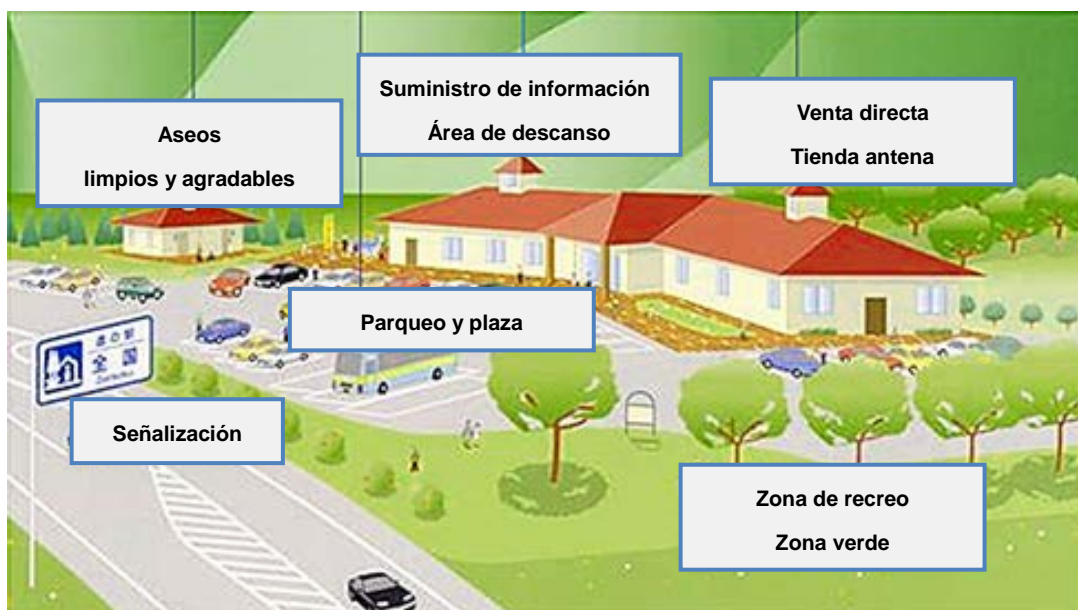 Suministro de información
Área de descanso
Venta directa
Tienda antena
Aseos
limpios y agradables
Parqueo y plaza
Señalización
Zona de recreo
Zona verde